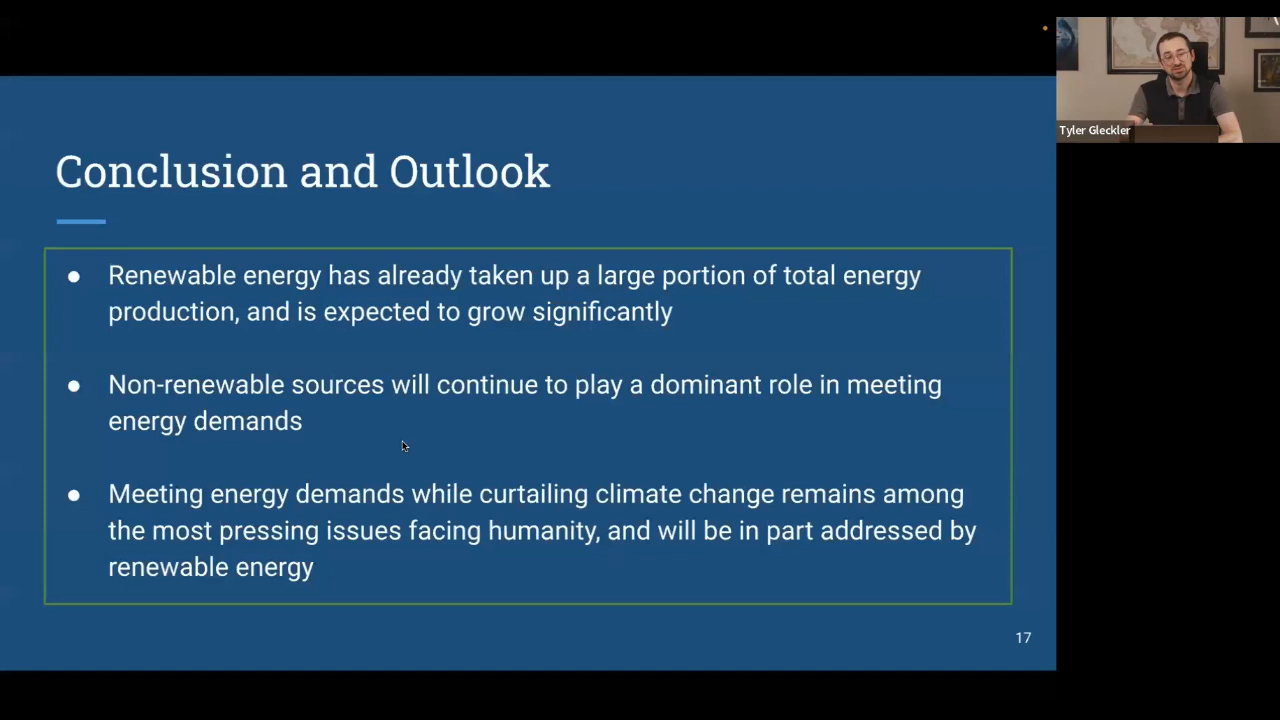 Conclusion and Outlook
● Renewable energy has already taken up a large portion of total energy
production, and is expected to grow significantly
● Non-renewable sources will continue to play a dominant role in meeting
energy demands
● Meeting energy demands while curtailing climate change remains among
the most pressing issues facing humanity, and will be in part addressed by
renewable energy
17
Tyler Gleckler